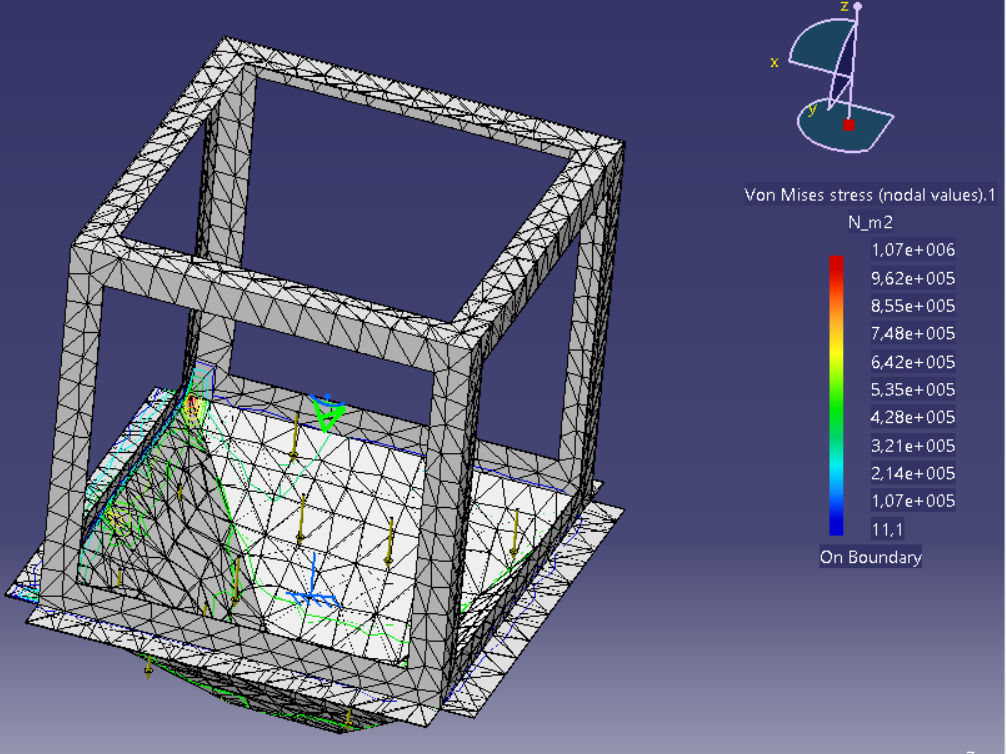 z
x
y
Von Mises stress (nodal values).1
N_m2
1,07e+006
9,62e+005
8,55e+005
7,48e+005
6,42e+005
5,35e+005
4,28e+005
3,21e+005
2,14e+005
1,07e+005
11,1
On Boundary